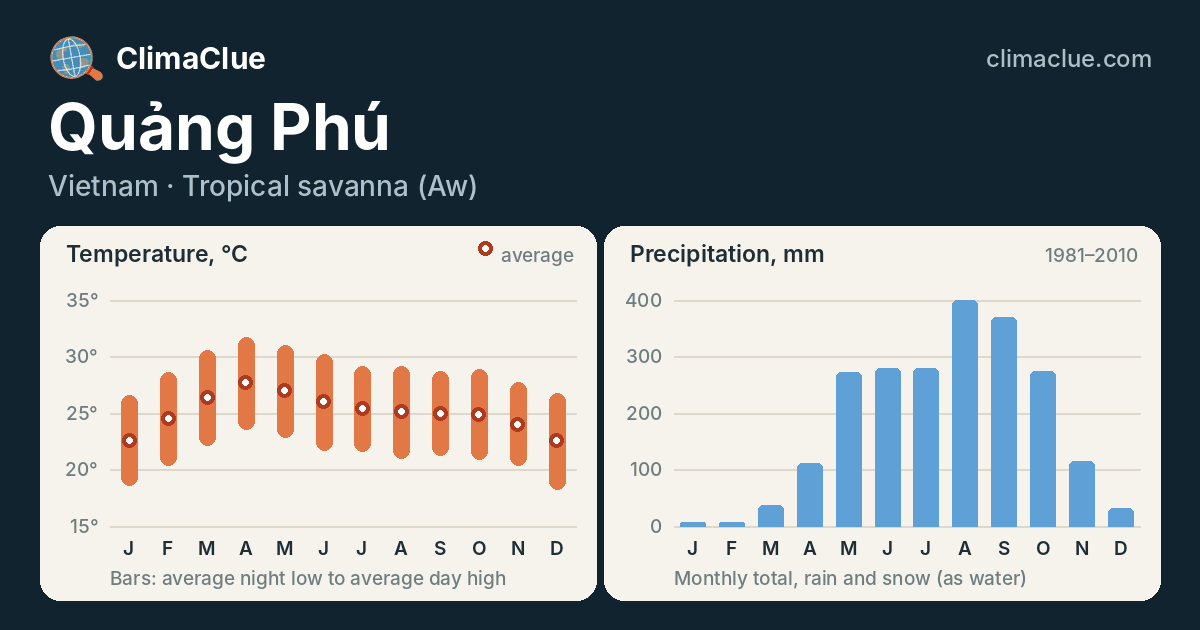 ClimaClue
climaclue.com
Quảng Phú
Vietnam · Tropical savanna (Aw)
Temperature, °C
average
35°
30°
25°
20°
15°
J F M A M J J A S O N D
Bars: average night low to average day high
Precipitation, mm
1981–2010
400
300
200
100
0
J F M A M J J A S O N D
Monthly total, rain and snow (as water)